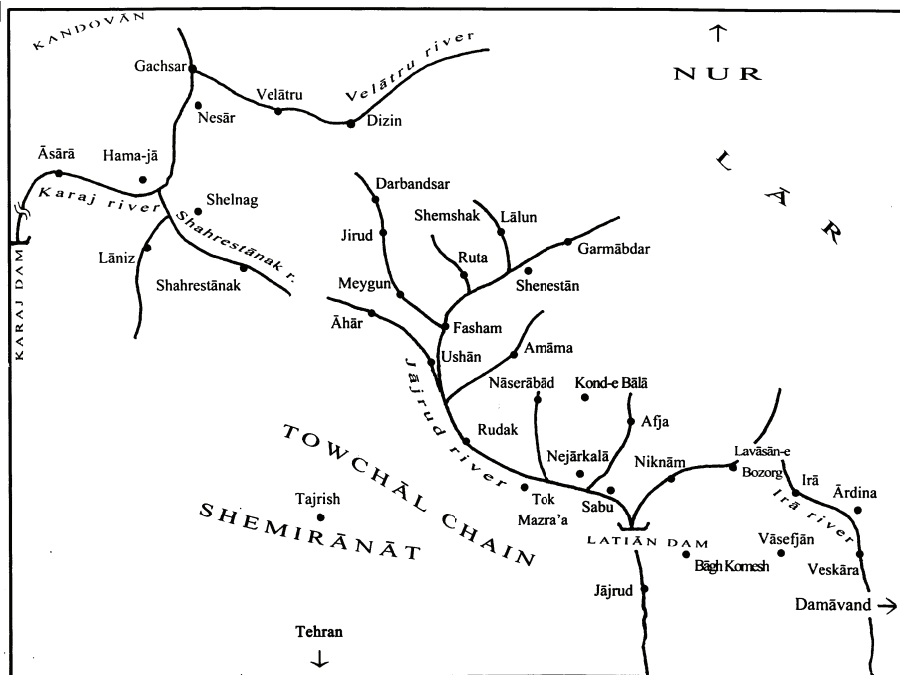 KANDOVĀN
↑
NUR
Gachsar
Velātru river
Velātru
Nesār
Dizin
LĀR
Āsārā
Hama-jā
Karaj river
Shelnag
Shahrestānak r.
Lāniz
Shahrestānak
KARAJ DAM
Darbandsar
Shemshak
Lālun
Jirud
Garmābdar
Ruta
Shenestān
Meygun
Āhār
Fasham
Ushān
Amāma
Jājrud river
Nāserābād
Kond-e Bālā
Rudak
Afja
Nejārkalā
Niknām
Lavāsān-e
Bozorg
Irā
Irā river
Ārdina
TOWCHĀL CHAIN
Tajrish
SHEMIRĀNĀT
Tok
Mazra'a
Sabu
LATIĀN DAM
Bāgh Komesh
Vāsefjān
Veskāra
Jājrud
Damāvand →
Tehran
↓